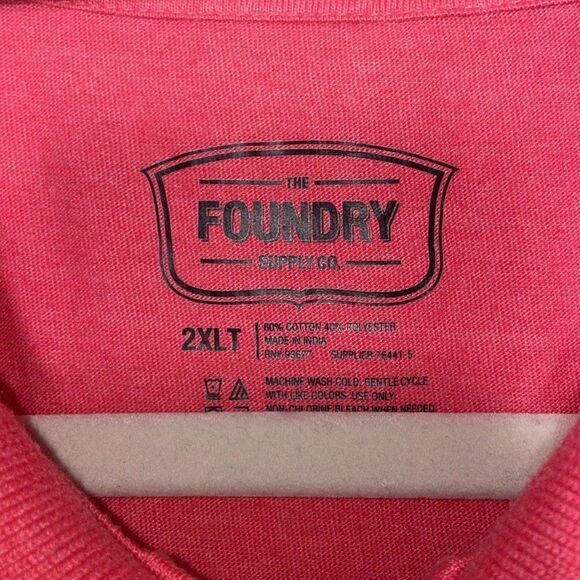 THE
FOUNDRY
SUPPLY CO.
2XLT
60% COTTON 40% POLYESTER
MADE IN INDIA
RN# 93677 SUPPLIER 76441-5
MACHINE WASH COLD, GENTLE CYCLE
WITH LIKE COLORS, USE ONLY
NON-CHLORINE BLEACH WHEN NEEDED